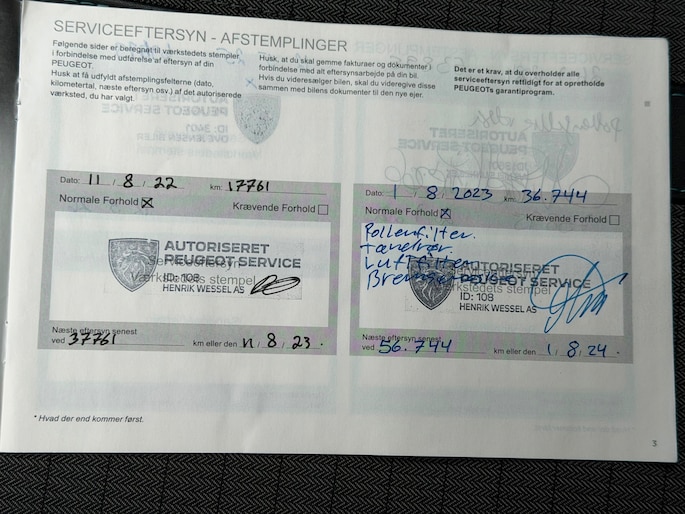 SERVICEEFTERSYN - AFSTEMPLINGER
Følgende sider er beregnet til værkstedets stempler
i forbindelse med udførelse af eftersyn af din
PEUGEOT.
Husk at få udfyldt afstemplingsfelterne (dato,
kilometertal, næste eftersyn osv.) af det autoriserede
værksted, du har valgt.
Husk, at du skal gemme fakturaer og dokumenter i
forbindelse med eftersynsarbejde på din bil.
Hvis du videresælger bilen, skal du videregive disse
sammen med bilens dokumenter til den nye ejer.
Det er et krav, at du overholder alle
serviceeftersyn rettidigt for at opretholde
PEUGEOTs garantiprogram.
Dato: 11 / 8 / 22 km: 17761
Normale Forhold X Krævende Forhold
Serviceeftersyn
Værkstedets stempel
AUTORISERET
PEUGEOT SERVICE
ID: 108
HENRIK WESSEL AS
Næste eftersyn senest
ved 37761 km eller den 11 / 8 / 23 .
Dato: 1 / 8 / 2023 km: 36.744
Normale Forhold X Krævende Forhold
Pollenfilter.
Luftfilter
AUTORISERET
PEUGEOT SERVICE
ID: 108
HENRIK WESSEL AS
Næste eftersyn senest
ved 56.744 km eller den 1 / 8 / 24 .
* Hvad der end kommer først.
3